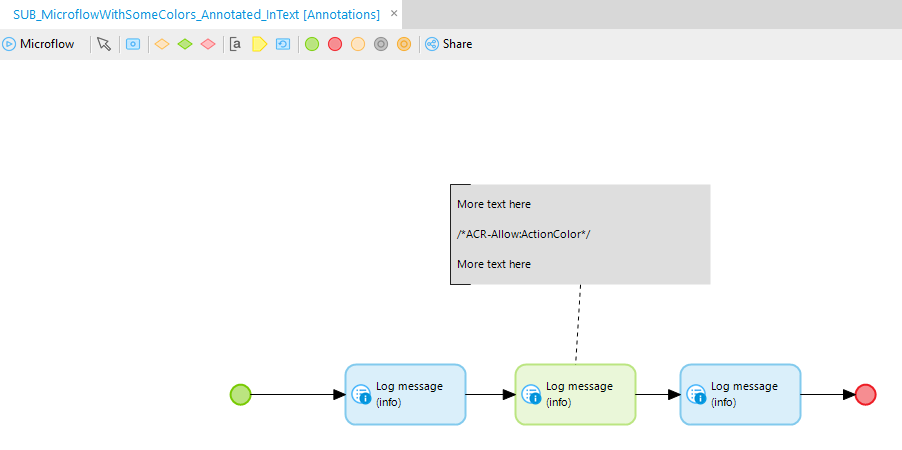 SUB_MicroflowWithSomeColors_Annotated_InText [Annotations] ×
Microflow Share
More text here
/*ACR-Allow:ActionColor*/
More text here
Log message
(info)
Log message
(info)
Log message
(info)